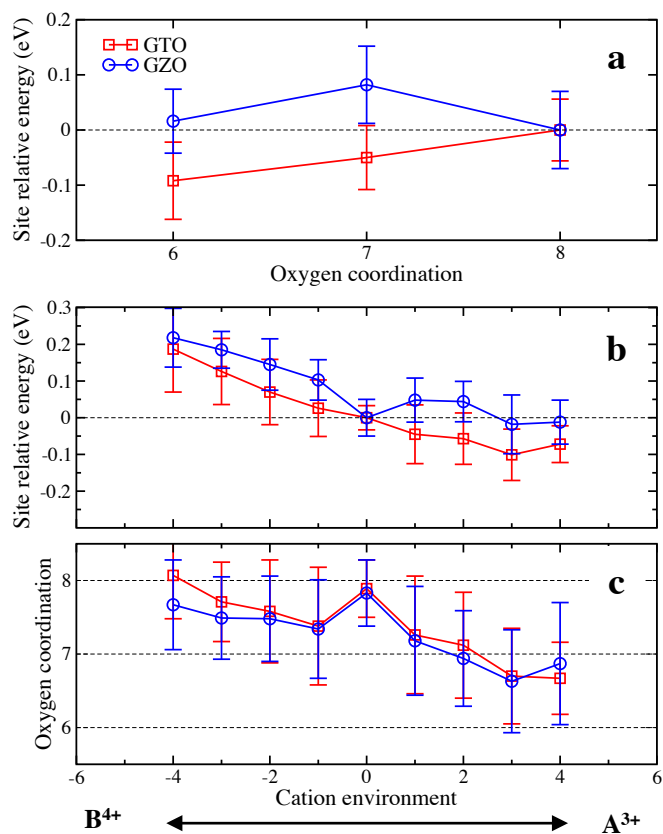 0.2
0.1
0
-0.1
-0.2
Site relative energy (eV)
GTO
GZO
a
6 7 8
Oxygen coordination
0.3
0.2
0.1
0
-0.1
-0.2
Site relative energy (eV)
b
8
7
6
Oxygen coordination
c
-6 -4 -2 0 2 4 6
Cation environment
B4+ A3+